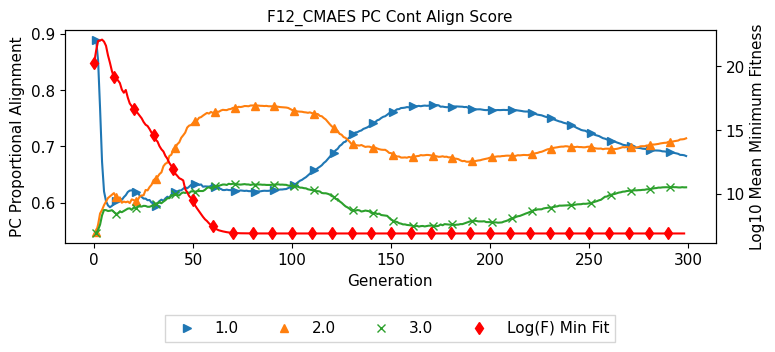 F12_CMAES PC Cont Align Score
PC Proportional Alignment
0.9
0.8
0.7
0.6
Log10 Mean Minimum Fitness
20
15
10
0 50 100 150 200 250 300
Generation
1.0 2.0 3.0 Log(F) Min Fit